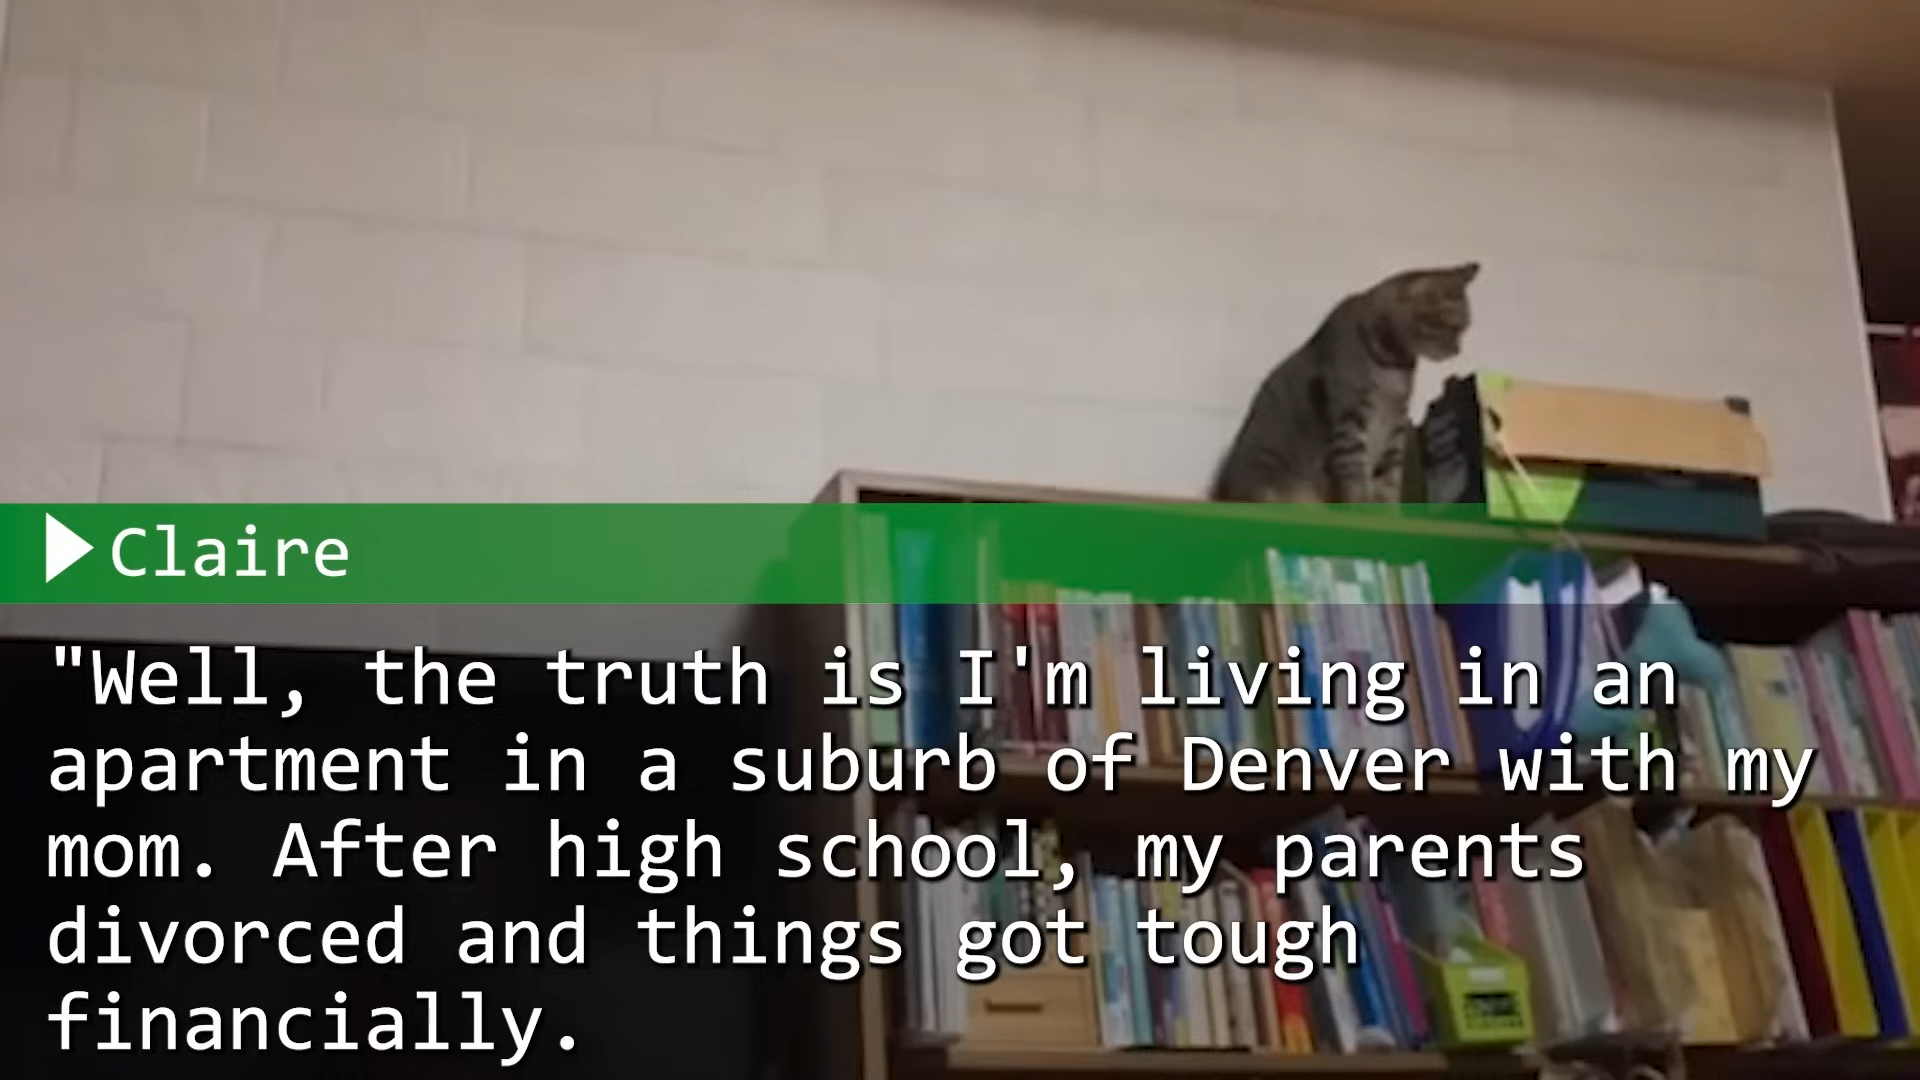 Claire
"Well, the truth is I'm living in an
apartment in a suburb of Denver with my
mom. After high school, my parents
divorced and things got tough
financially.